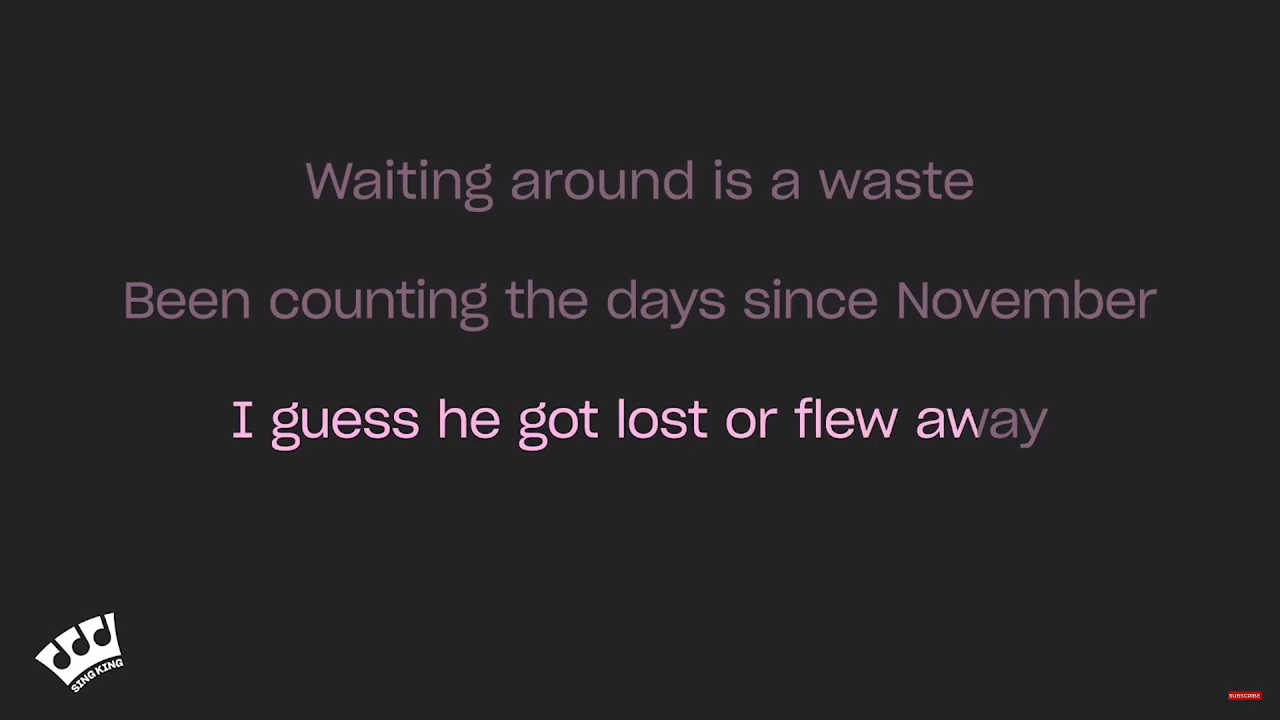 Waiting around is a waste
Been counting the days since November
I guess he got lost or flew away
SING KING
SUBSCRIBE